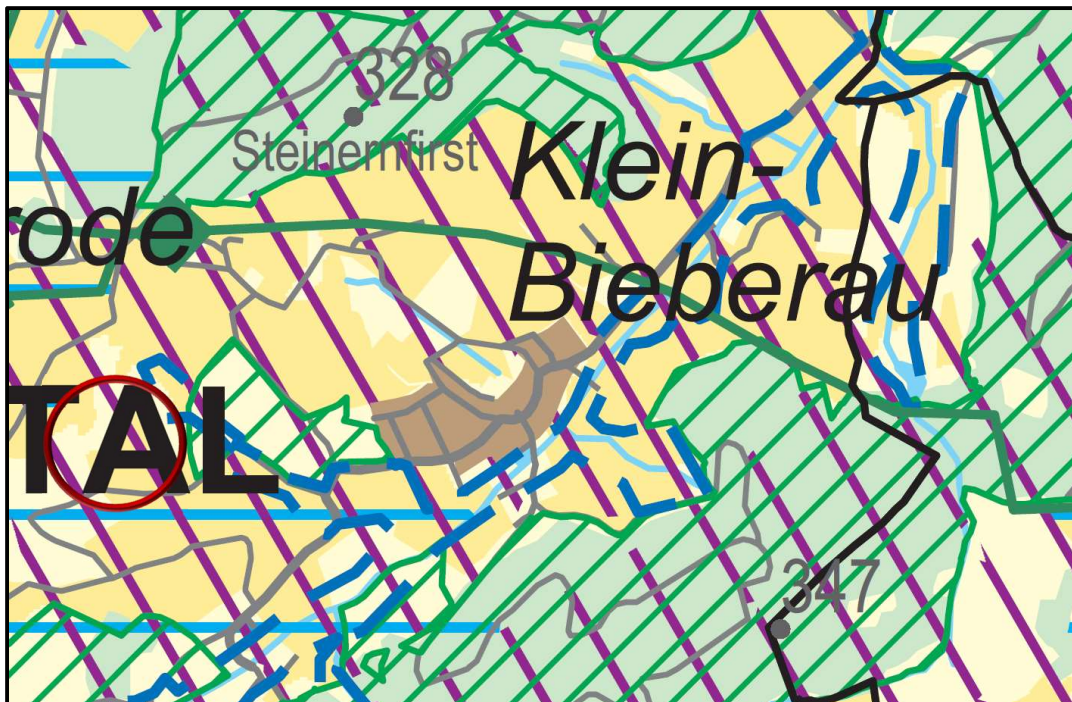 328
Steinernfirst
Klein-
Bieberau
rode
TAL
347